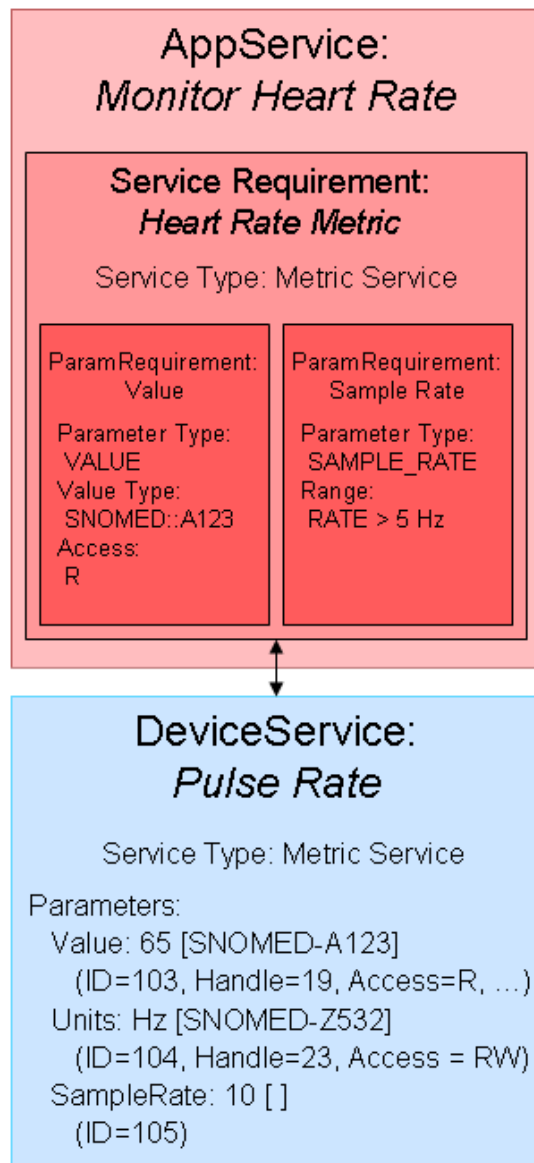 AppService:
Monitor Heart Rate
Service Requirement:
Heart Rate Metric
Service Type: Metric Service
ParamRequirement:
Value
Parameter Type:
VALUE
Value Type:
SNOMED::A123
Access:
R
ParamRequirement:
Sample Rate
Parameter Type:
SAMPLE_RATE
Range:
RATE > 5 Hz
DeviceService:
Pulse Rate
Service Type: Metric Service
Parameters:
Value: 65 [SNOMED-A123]
(ID=103, Handle=19, Access=R, ...)
Units: Hz [SNOMED-Z532]
(ID=104, Handle=23, Access = RW)
SampleRate: 10 [ ]
(ID=105)